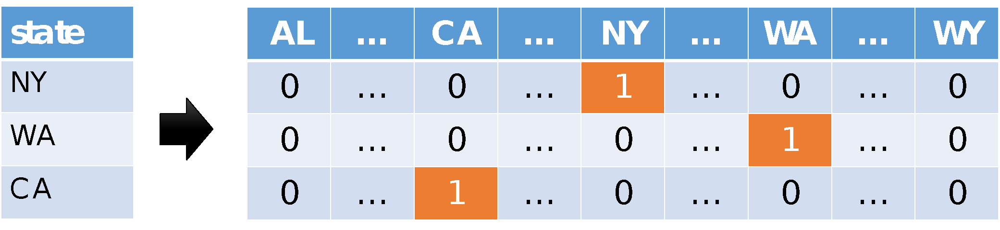 state AL ... CA ... NY ... WA ... WY
NY 0 ... 0 ... 1 ... 0 ... 0
WA 0 ... 0 ... 0 ... 1 ... 0
CA 0 ... 1 ... 0 ... 0 ... 0